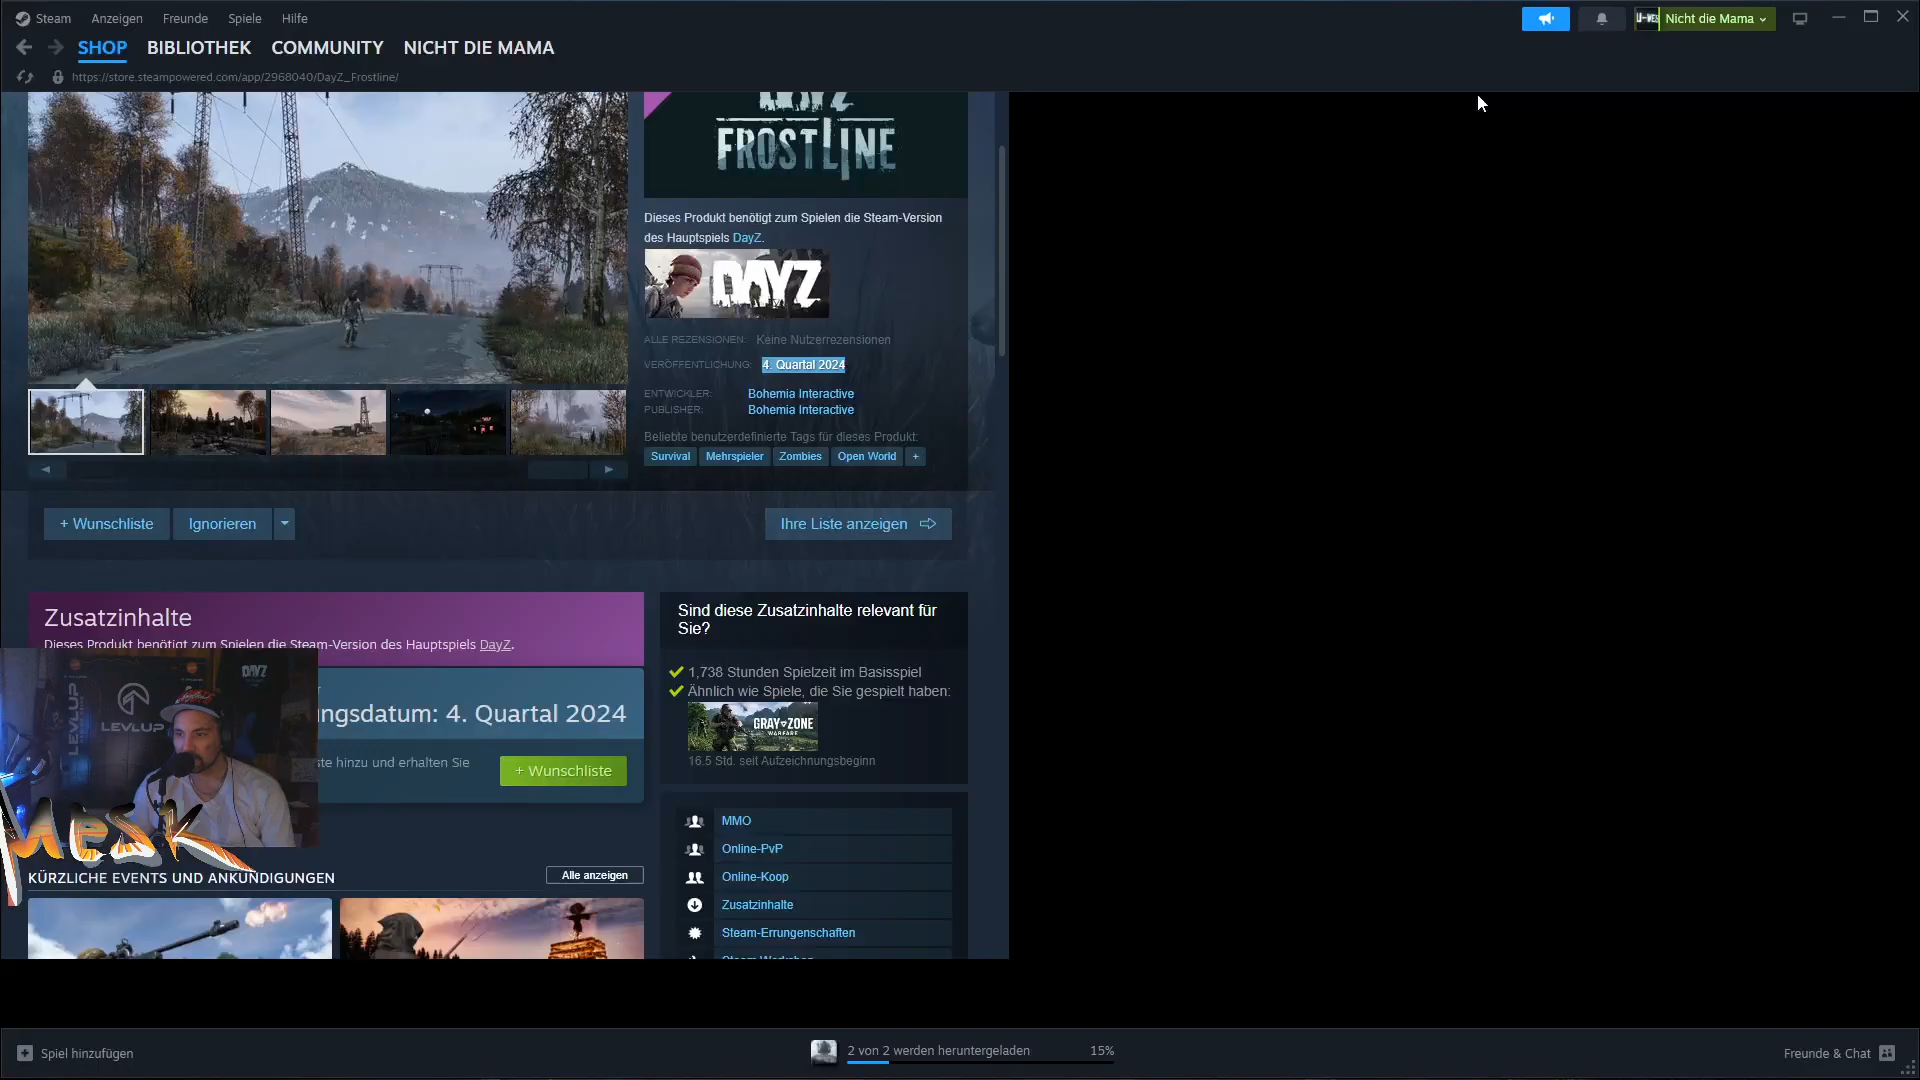 Steam Anzeigen Freunde Spiele Hilfe
Nicht die Mama
SHOP BIBLIOTHEK COMMUNITY NICHT DIE MAMA
https://store.steampowered.com/app/2968040/DayZ_Frostline/
DAYZ
FROSTLINE
Dieses Produkt benötigt zum Spielen die Steam-Version
des Hauptspiels DayZ.
DAYZ
ALLE REZENSIONEN: Keine Nutzerrezensionen
VERÖFFENTLICHUNG: 4. Quartal 2024
ENTWICKLER: Bohemia Interactive
PUBLISHER: Bohemia Interactive
Beliebte benutzerdefinierte Tags für dieses Produkt:
Survival Mehrspieler Zombies Open World +
+ Wunschliste Ignorieren
Ihre Liste anzeigen
Zusatzinhalte
Dieses Produkt benötigt zum Spielen die Steam-Version des Hauptspiels DayZ.
ngsdatum: 4. Quartal 2024
ste hinzu und erhalten Sie
+ Wunschliste
Sind diese Zusatzinhalte relevant für
Sie?
1,738 Stunden Spielzeit im Basisspiel
Ähnlich wie Spiele, die Sie gespielt haben:
GRAY ZONE
WARFARE
16.5 Std. seit Aufzeichnungsbeginn
DAYZ
LEVLUP
LEVLUP
MESK
KÜRZLICHE EVENTS UND ANKÜNDIGUNGEN
Alle anzeigen
MMO
Online-PvP
Online-Koop
Zusatzinhalte
Steam-Errungenschaften
Steam Workshop
Spiel hinzufügen
2 von 2 werden heruntergeladen 15%
Freunde & Chat